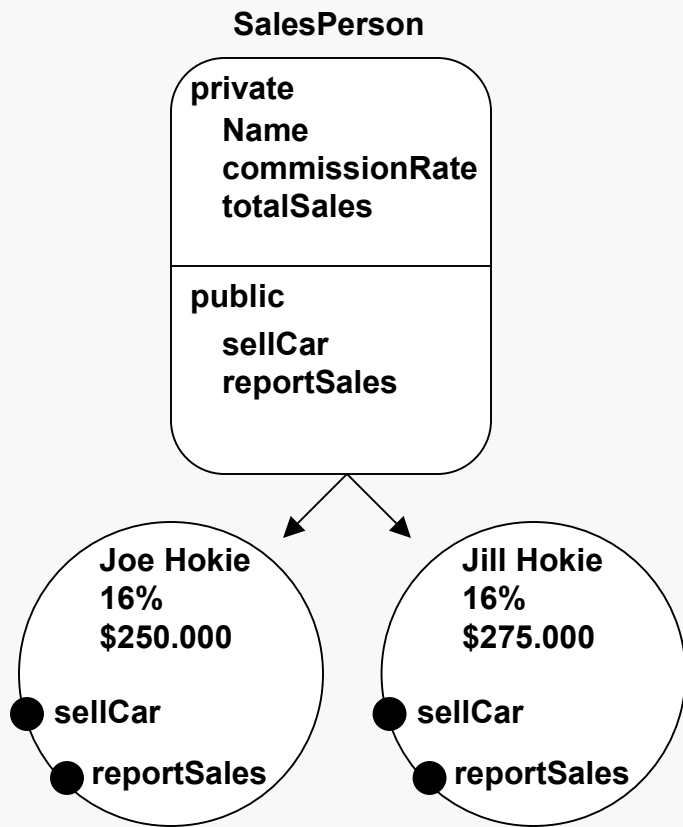 SalesPerson
private
Name
commissionRate
totalSales
public
sellCar
reportSales
Joe Hokie
16%
$250.000
sellCar
reportSales
Jill Hokie
16%
$275.000
sellCar
reportSales